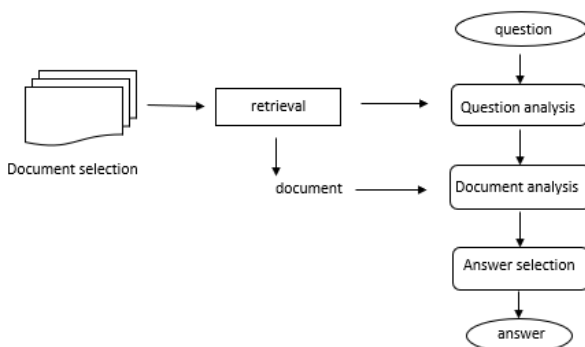 question
retrieval
Question analysis
Document selection
document
Document analysis
Answer selection
answer